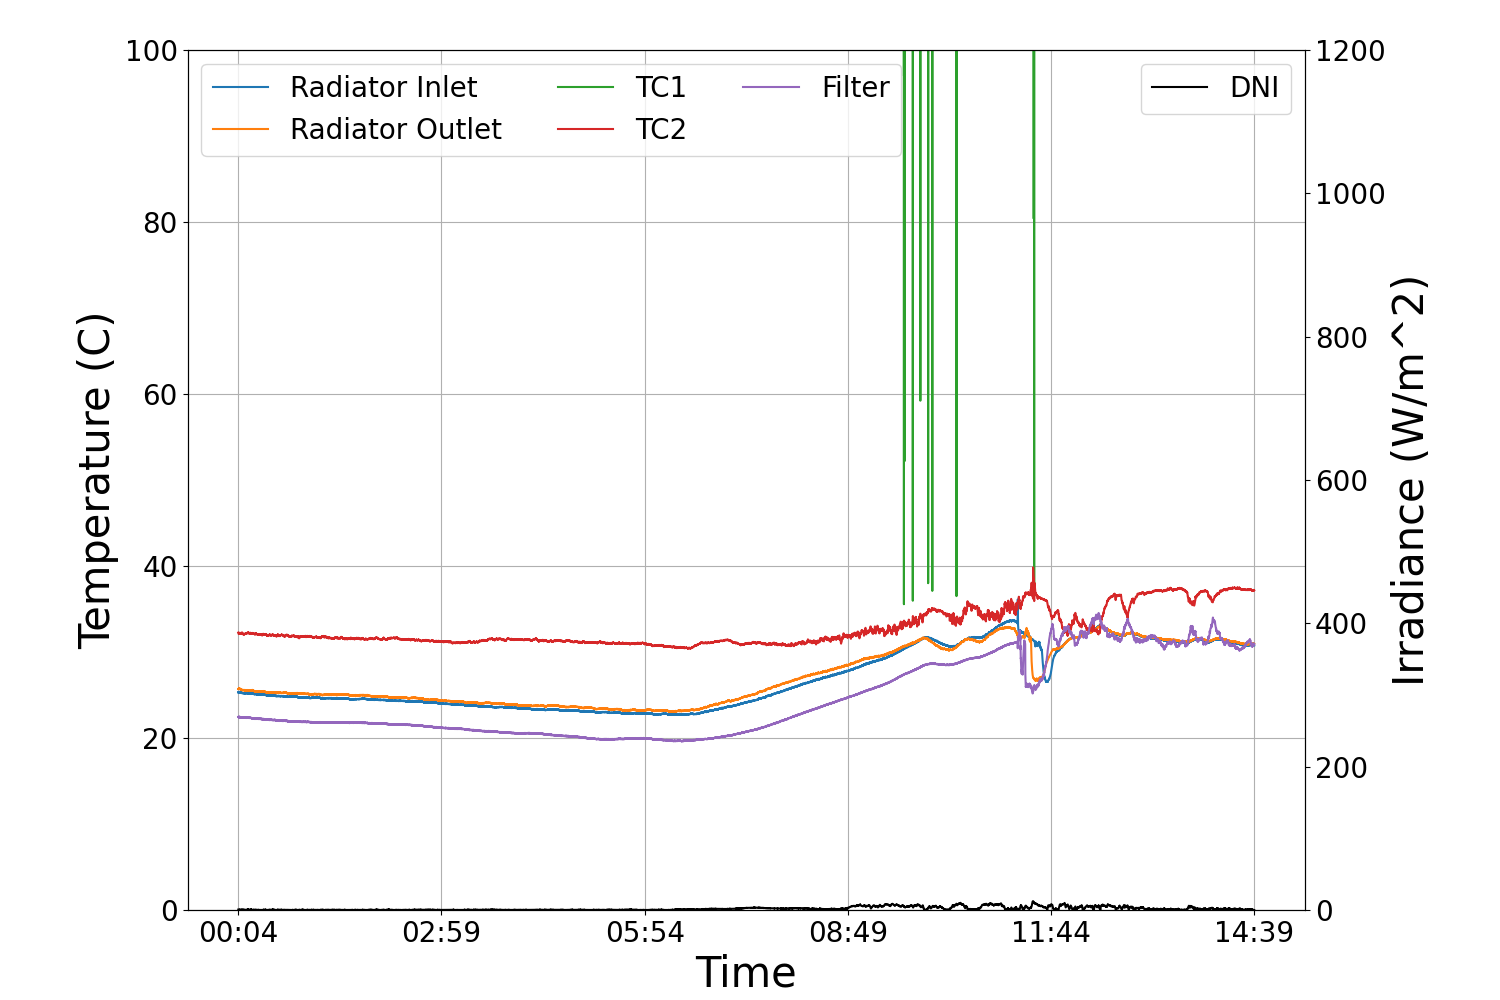 Radiator Inlet
Radiator Outlet
TC1
TC2
Filter
DNI
Temperature (C)
100
80
60
40
20
0
1200
1000
800
600
400
200
0
Irradiance (W/m^2)
00:04 02:59 05:54 08:49 11:44 14:39
Time